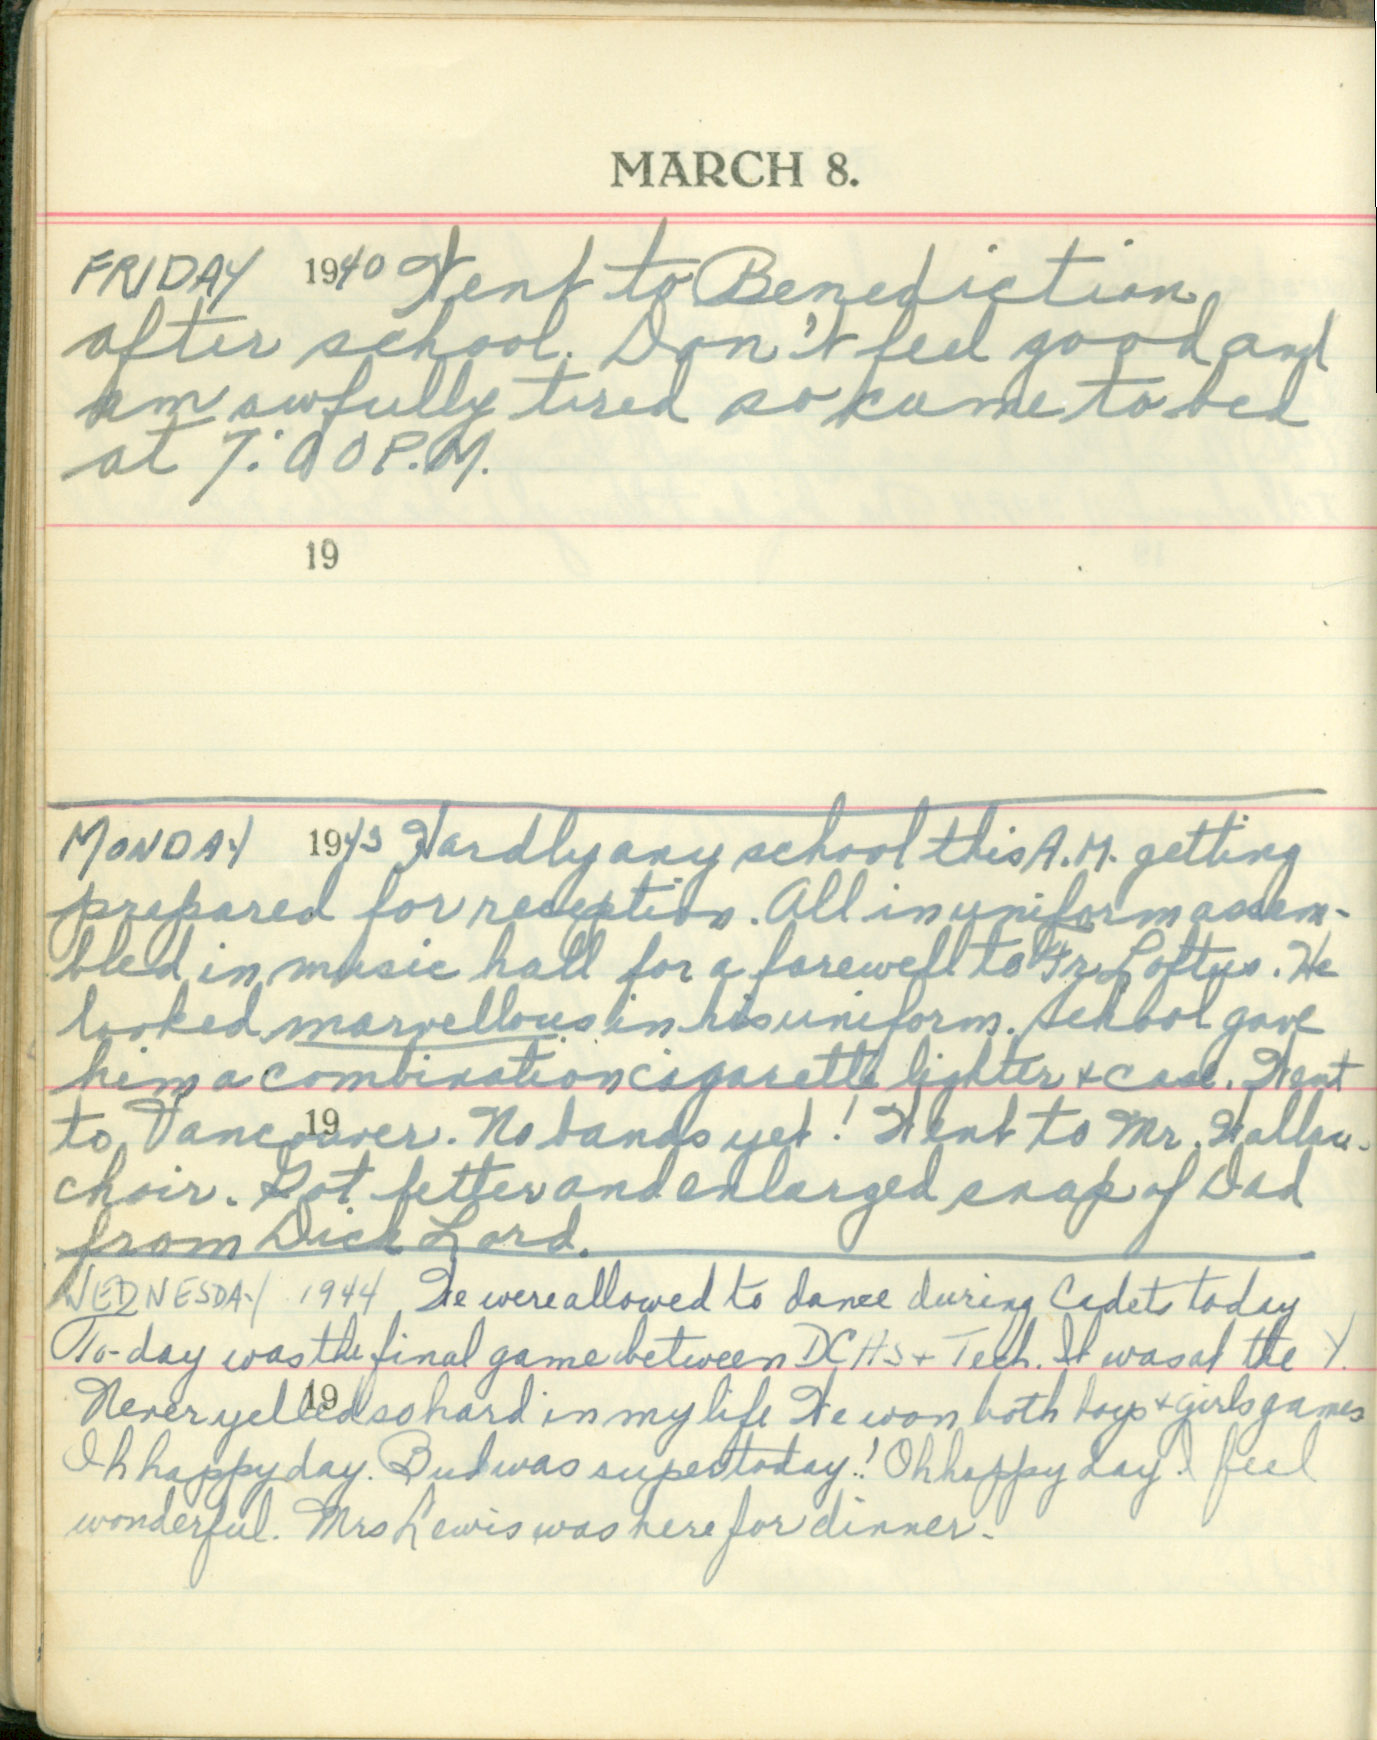 MARCH 8.
FRIDAY 1940 Went to Benediction
after school. Don't feel good and
am awfully tired so came to bed
at 7:00 P.M.
19
MONDAY 1943 Hardly any school this A.M. getting
prepared for reception. All in uniform assem-
bled in music hall for a farewell to Fr. Loftus. He
looked marvellous in his uniform. School gave
him a combination cigarette lighter & case. Went
19
to Vancouver. No bands yet! Went to Mr.
choir. Got letter and enlarged snap of Dad
from Dick Lord.
WEDNESDAY 1944 We were allowed to dance during Cadets today
To-day was the final game between DCHS & Tech. It was at the Y.
19
Never yelled so hard in my life We won both boys & girls games
Oh happy day. Bud was super today.! Oh happy day. I feel
wonderful. Mrs Lewis was here for dinner.